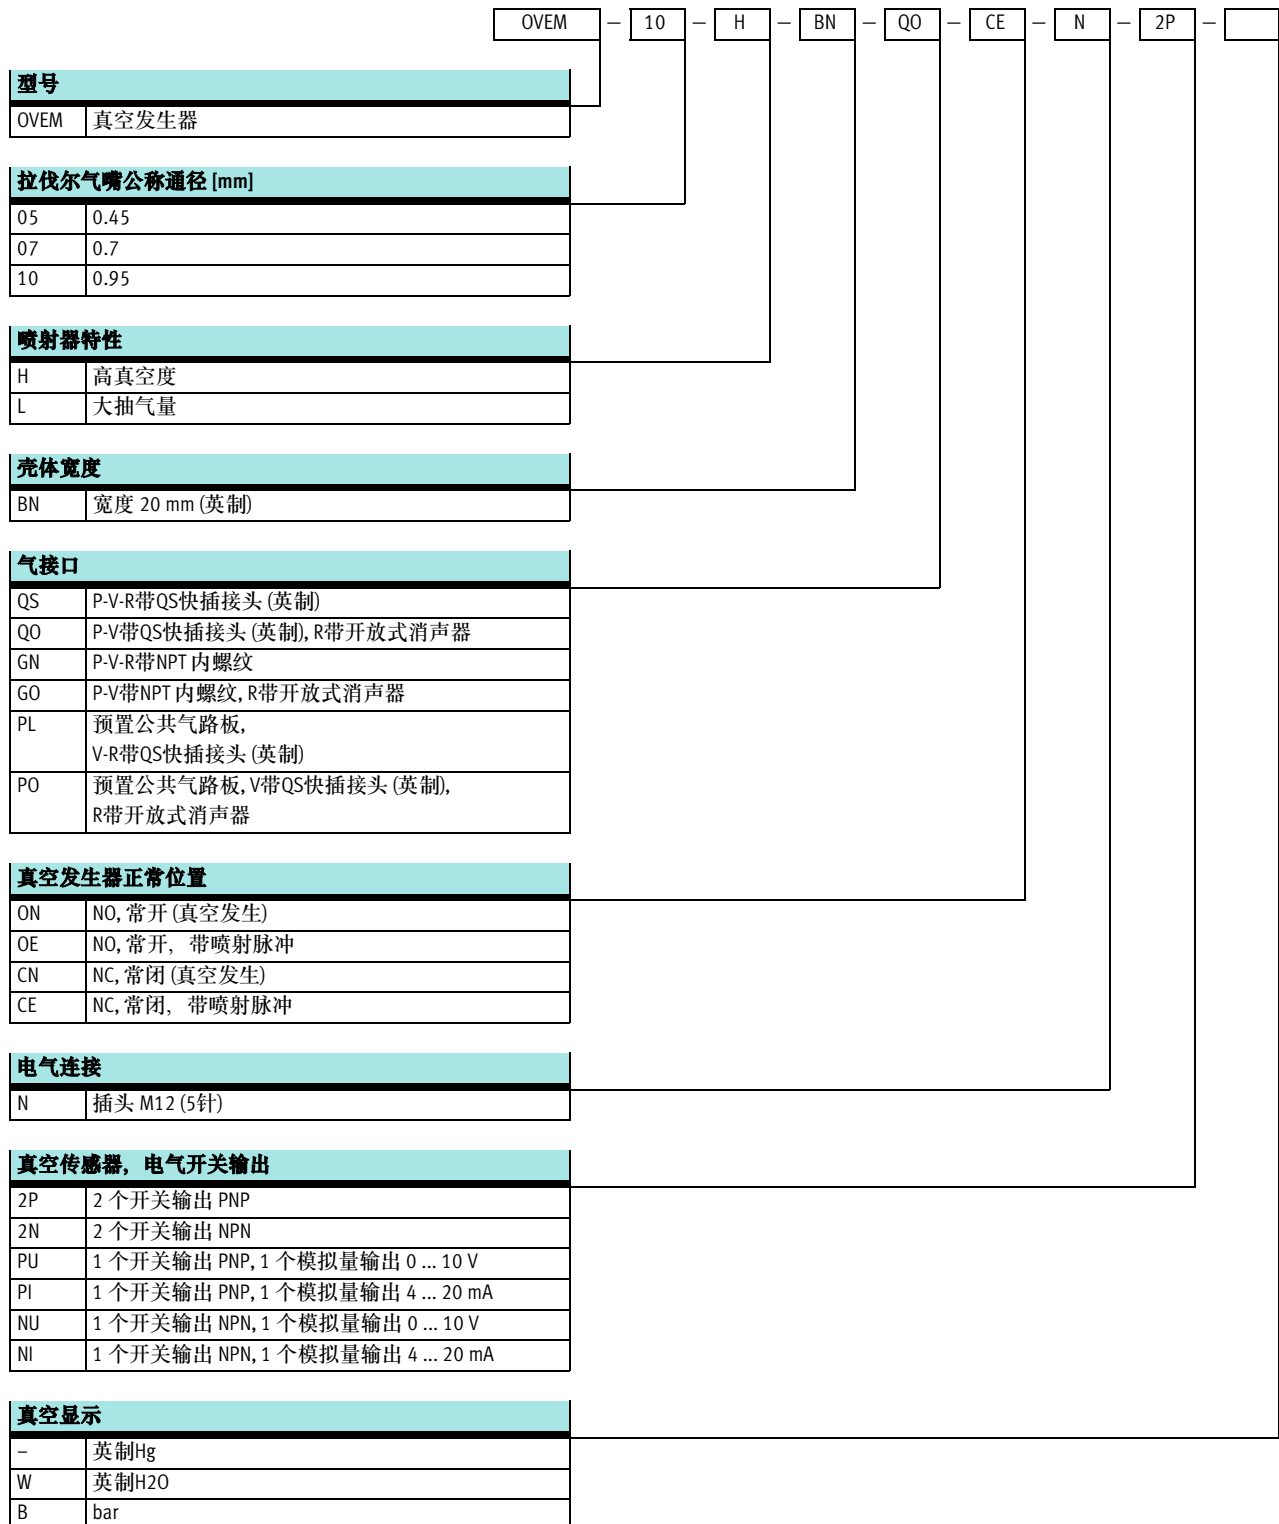 OVEM – 10 – H – BN – QO – CE – N – 2P –
型号
OVEM 真空发生器
拉伐尔气嘴公称通径 [mm]
05 0.45
07 0.7
10 0.95
喷射器特性
H 高真空度
L 大抽气量
壳体宽度
BN 宽度 20 mm (英制)
气接口
QS P-V-R带QS快插接头 (英制)
QO P-V带QS快插接头 (英制), R带开放式消声器
GN P-V-R带NPT 内螺纹
GO P-V带NPT 内螺纹, R带开放式消声器
PL 预置公共气路板,
V-R带QS快插接头 (英制)
PO 预置公共气路板, V带QS快插接头 (英制),
R带开放式消声器
真空发生器正常位置
ON NO, 常开 (真空发生)
OE NO, 常开，带喷射脉冲
CN NC, 常闭 (真空发生)
CE NC, 常闭，带喷射脉冲
电气连接
N 插头 M12 (5针)
真空传感器，电气开关输出
2P 2 个开关输出 PNP
2N 2 个开关输出 NPN
PU 1 个开关输出 PNP, 1 个模拟量输出 0 ... 10 V
PI 1 个开关输出 PNP, 1 个模拟量输出 4 ... 20 mA
NU 1 个开关输出 NPN, 1 个模拟量输出 0 ... 10 V
NI 1 个开关输出 NPN, 1 个模拟量输出 4 ... 20 mA
真空显示
– 英制Hg
W 英制H2O
B bar